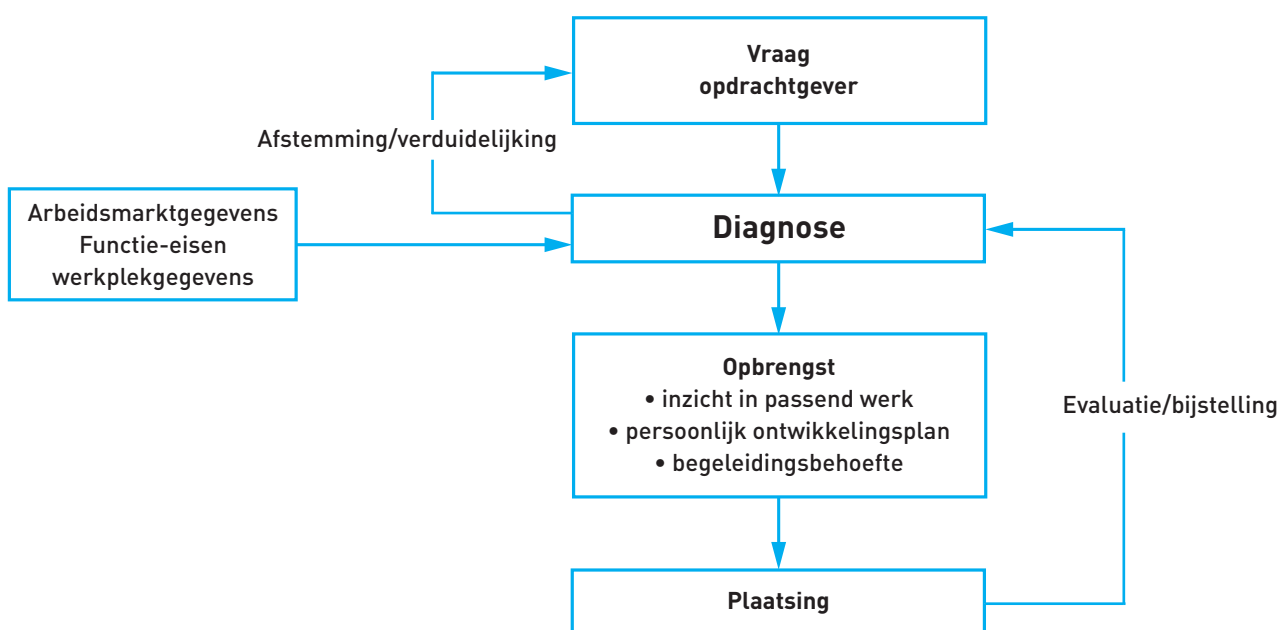 Vraag
opdrachtgever
Afstemming/verduidelijking
Arbeidsmarktgegevens
Functie-eisen
werkplekgegevens
Diagnose
Opbrengst
• inzicht in passend werk
• persoonlijk ontwikkelingsplan
• begeleidingsbehoefte
Evaluatie/bijstelling
Plaatsing